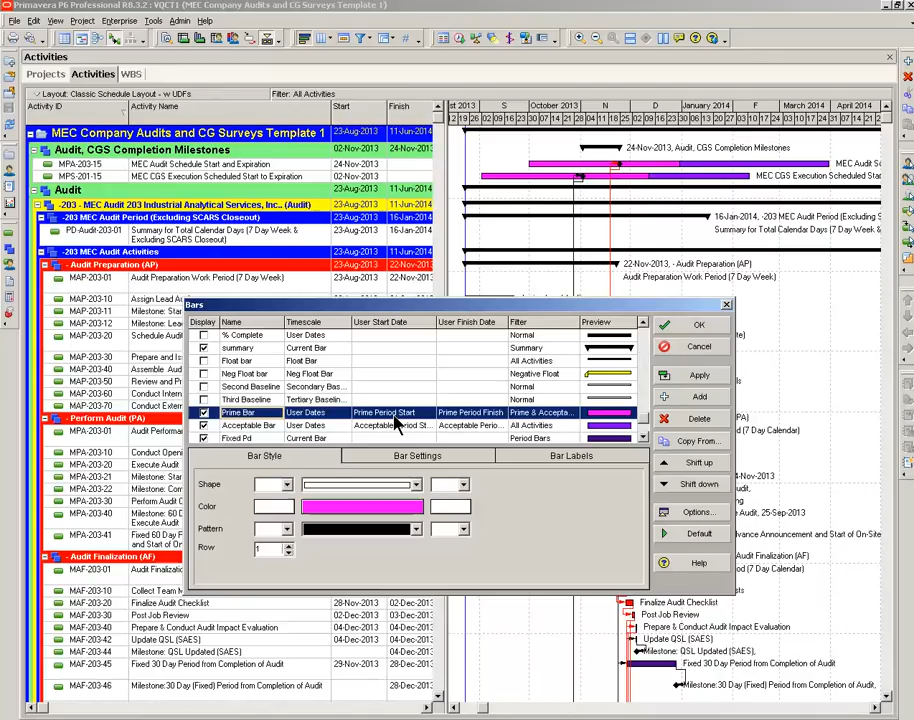 Primavera P6 Professional R8.3.2 : VQCT1 (MEC Company Audits and CG Surveys Template 1)
File Edit View Project Enterprise Tools Admin Help
Activities
Projects Activities WBS
Layout: Classic Schedule Layout - w UDFs Filter: All Activities
Activity ID Activity Name Start Finish
st 2013 S October 2013 N D January 2014 F March 2014 April 2014
MEC Company Audits and CG Surveys Template 1 23-Aug-2013 11-Jun-2014
Audit, CGS Completion Milestones 02-Nov-2013 24-Nov-2013 24-Nov-2013, Audit, CGS Completion Milestones
MPA-203-15 MEC Audit Schedule Start and Expiration 24-Nov-2013 MEC Audit Sc
MPS-201-15 MEC CGS Execution Scheduled Start to Expiration 02-Nov-2013 MEC CGS Execution Scheduled Star
Audit 23-Aug-2013 11-Jun-2014
-203 - MEC Audit 203 Industrial Analytical Services, Inc.. (Audit) 23-Aug-2013 11-Jun-2014
-203 MEC Audit Period (Excluding SCARS Closeout) 23-Aug-2013 16-Jan-2014 16-Jan-2014, -203 MEC Audit Period (Excluding SCARS C
PD-Audit-203-01 Summary for Total Calendar Days (7 Day Week & Excluding SCARS Closeout) 23-Aug-2013 16-Jan-2014 Summary for Total Calendar Days (7 Day Week & E
-203 MEC Audit Activities 23-Aug-2013 11-Jun-2014
- Audit Preparation (AP) 23-Aug-2013 22-Nov-2013 22-Nov-2013, - Audit Preparation (AP)
MAP-203-01 Audit Preparation Work Period (7 Day Week) 23-Aug-2013 22-Nov-2013 Audit Preparation Work Period (7 Day Week)
MAP-203-10 Assign Lead Au
MAP-203-11 Milestone: Star
MAP-203-12 Milestone: Lea
MAP-203-20 Schedule Audi
MAP-203-30 Prepare and Is
MAP-203-40 Assemble Aud
MAP-203-50 Review and Pr
MAP-203-60 Conduct Intern
MAP-203-70 Conduct Extern
- Perform Audit (PA)
MPA-203-01 Audit Performa
MPA-203-10 Conduct Openi
MPA-203-20 Execute Audit
MPA-203-21 Milestone: Star
MPA-203-22 Milestone: Star
MPA-203-30 Perform Audit C
MPA-203-40 Milestone: Fixed
Execute Audit
MPA-203-41 Fixed 60 Day F
and Start of On
- Audit Finalization (AF)
MAF-203-01 Audit Finalizatio
MAF-203-10 Collect Team M
MAF-203-20 Finalize Audit Checklist 28-Nov-2013 02-Dec-2013 Finalize Audit Checklist
MAF-203-30 Post Job Review 03-Dec-2013 03-Dec-2013 Post Job Review
MAF-203-40 Prepare & Conduct Audit Impact Evaluation 04-Dec-2013 04-Dec-2013 Prepare & Conduct Audit Impact Evaluation
MAF-203-42 Update QSL (SAES) 04-Dec-2013 04-Dec-2013 Update QSL (SAES)
MAF-203-44 Milestone: QSL Updated (SAES) 04-Dec-2013 Milestone: QSL Updated (SAES),
MAF-203-45 Fixed 30 Day Period from Completion of Audit 29-Nov-2013 28-Dec-2013 Fixed 30 Day Period from Completion of Audit
MAF-203-46 Milestone:30 Day (Fixed) Period from Completion of Audit 28-Dec-2013 Milestone:30 Day (Fixed) Period from Completion of Audit,
Bars
Display Name Timescale User Start Date User Finish Date Filter Preview
% Complete User Dates Normal
summary Current Bar Summary
Float bar Float Bar All Activities
Neg Float bar Neg Float Bar Negative Float
Second Baseline Secondary Bas... Normal
Third Baseline Tertiary Baselin... Normal
Prime Bar User Dates Prime Period Start Prime Period Finish Prime & Accepta...
Acceptable Bar User Dates Acceptable Period St... Acceptable Perio... All Activities
Fixed Pd Current Bar Period Bars
Bar Style Bar Settings Bar Labels
Shape
Color
Pattern
Row 1
OK
Cancel
Apply
Add
Delete
Copy From...
Shift up
Shift down
Options...
Default
Help
7 Day Calendar)
25-Sep-2013
dvance Announcement and Start of On-Site
(7 Day Calendar)